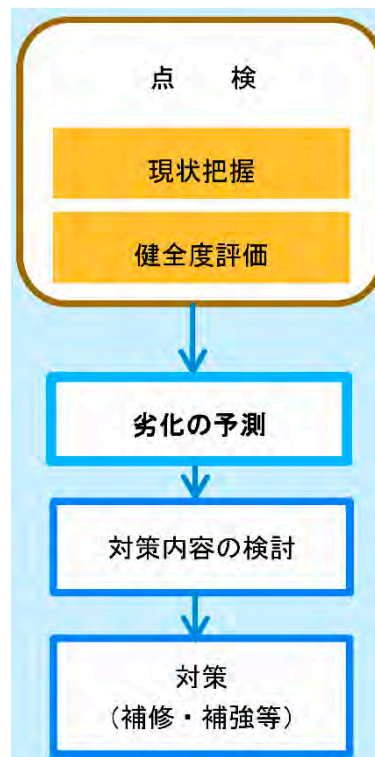 点　　検
現状把握
健全度評価
劣化の予測
対策内容の検討
対策
（補修・補強等）